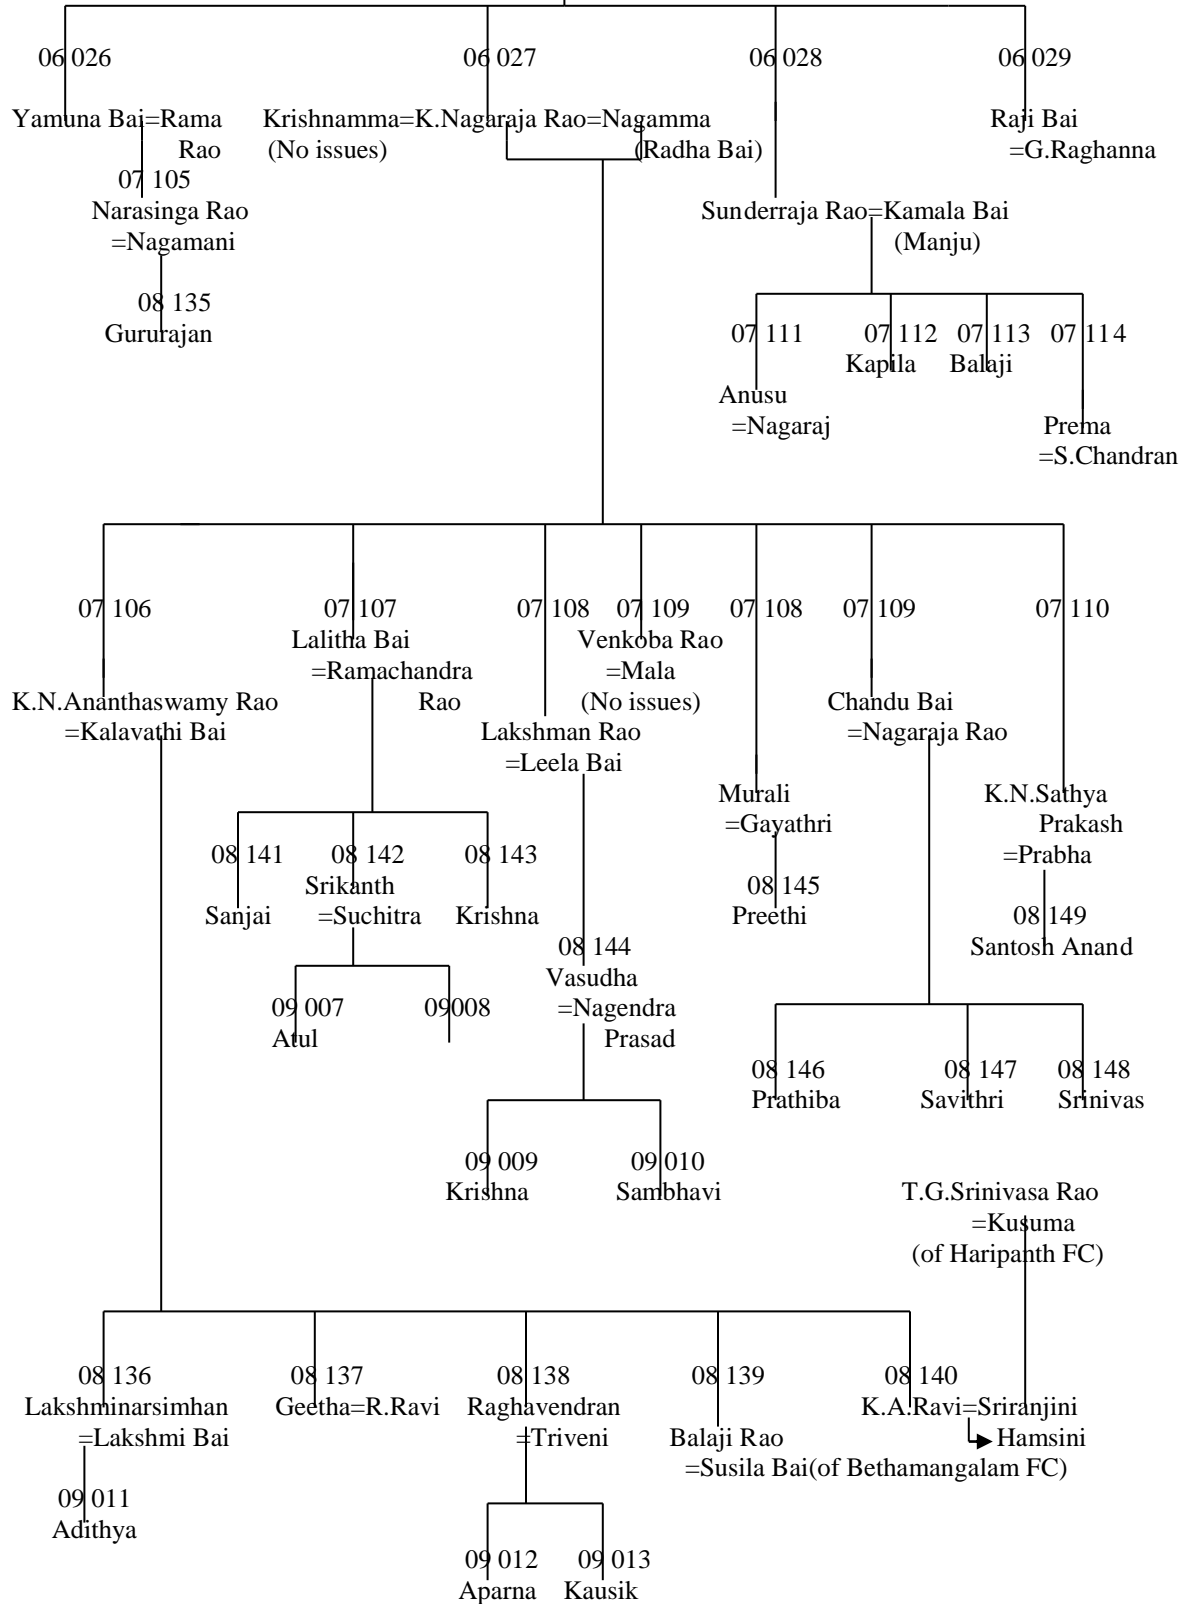 06 026 06 027 06 028 06 029
Yamuna Bai=Rama Krishnamma=K.Nagaraja Rao=Nagamma Raji Bai
Rao (No issues) (Radha Bai) =G.Raghanna
07 105
Narasinga Rao Sunderraja Rao=Kamala Bai
=Nagamani (Manju)
08 135
Gururajan 07 111 07 112 07 113 07 114
Kapila Balaji
Anusu
=Nagaraj Prema
=S.Chandran
07 106 07 107 07 108 07 109 07 108 07 109 07 110
Lalitha Bai Venkoba Rao
=Ramachandra =Mala
K.N.Ananthaswamy Rao Rao (No issues) Chandu Bai
=Kalavathi Bai Lakshman Rao =Nagaraja Rao
=Leela Bai
Murali K.N.Sathya
=Gayathri Prakash
08 141 08 142 08 143 =Prabha
Srikanth 08 145
Sanjai =Suchitra Krishna Preethi 08 149
08 144 Santosh Anand
Vasudha
09 007 09008 =Nagendra
Atul Prasad
08 146 08 147 08 148
Prathiba Savithri Srinivas
09 009 09 010
Krishna Sambhavi T.G.Srinivasa Rao
=Kusuma
(of Haripanth FC)
08 136 08 137 08 138 08 139 08 140
Lakshminarsimhan Geetha=R.Ravi Raghavendran K.A.Ravi=Sriranjini
=Lakshmi Bai =Triveni Balaji Rao Hamsini
=Susila Bai(of Bethamangalam FC)
09 011
Adithya
09 012 09 013
Aparna Kausik